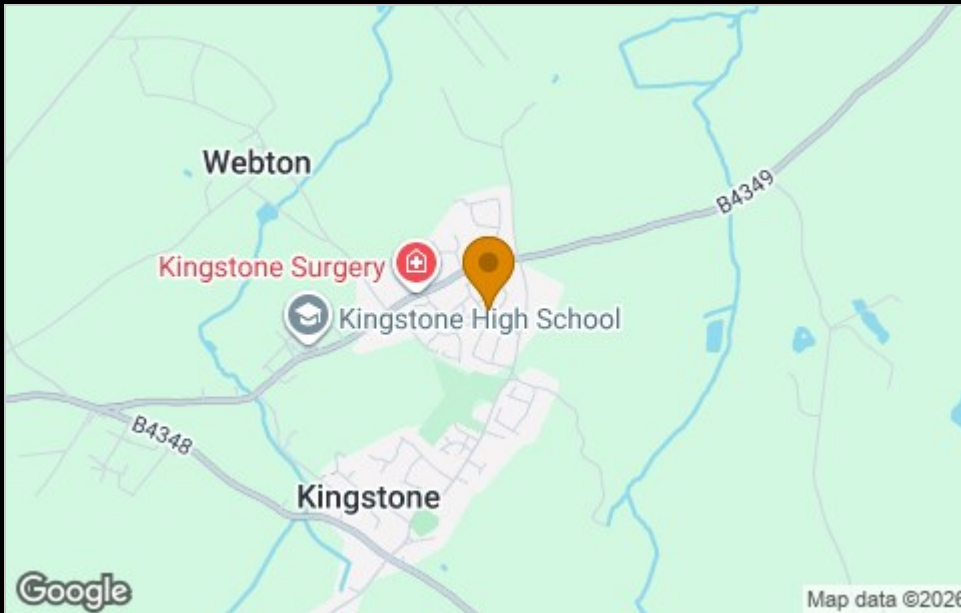 Webton
B4349
Kingstone Surgery
Kingstone High School
B4348
Kingstone
Google
Map data ©2026